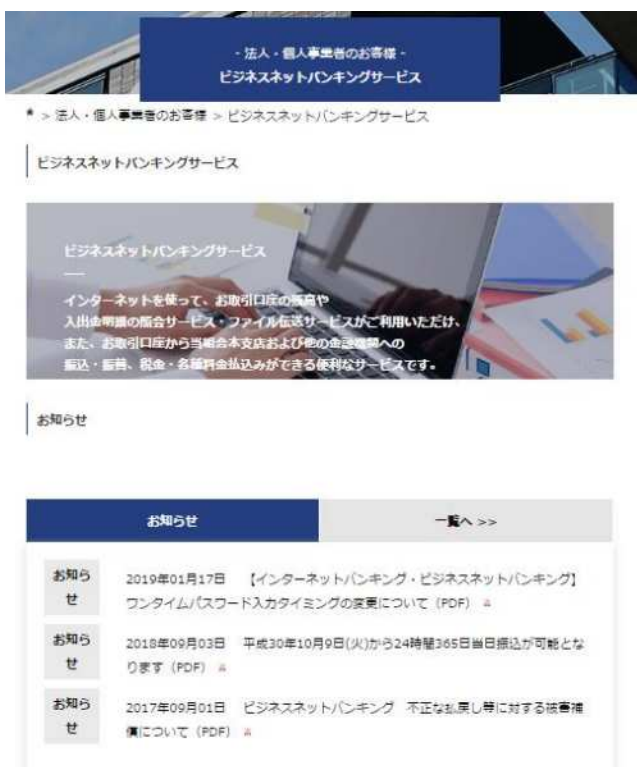 - 法人・個人事業者のお客様 -
ビジネスネットバンキングサービス
> 法人・個人事業者のお客様 > ビジネスネットバンキングサービス
ビジネスネットバンキングサービス
ビジネスネットバンキングサービス
インターネットを使って、お取引口座の残高や
入出金明細の照会サービス・ファイル伝送サービスがご利用いただけ、
また、お取引口座から当組合本支店および他の金融機関への
振込・振替、税金・各種料金払込みができる便利なサービスです。
お知らせ
お知らせ 一覧へ >>
お知ら
せ
2019年01月17日 【インターネットバンキング・ビジネスネットバンキング】
ワンタイムパスワード入力タイミングの変更について（PDF）
お知ら
せ
2018年09月03日 平成30年10月9日(火)から24時間365日当日振込が可能とな
ります（PDF）
お知ら
せ
2017年09月01日 ビジネスネットバンキング 不正な払戻し等に対する被害補
償について（PDF）